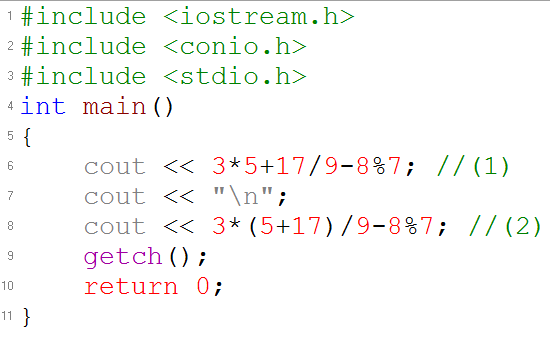 1 #include <iostream.h>
2 #include <conio.h>
3 #include <stdio.h>
4 int main()
5 {
6 cout << 3*5+17/9-8%7; //(1)
7 cout << "\n";
8 cout << 3*(5+17)/9-8%7; //(2)
9 getch();
10 return 0;
11 }